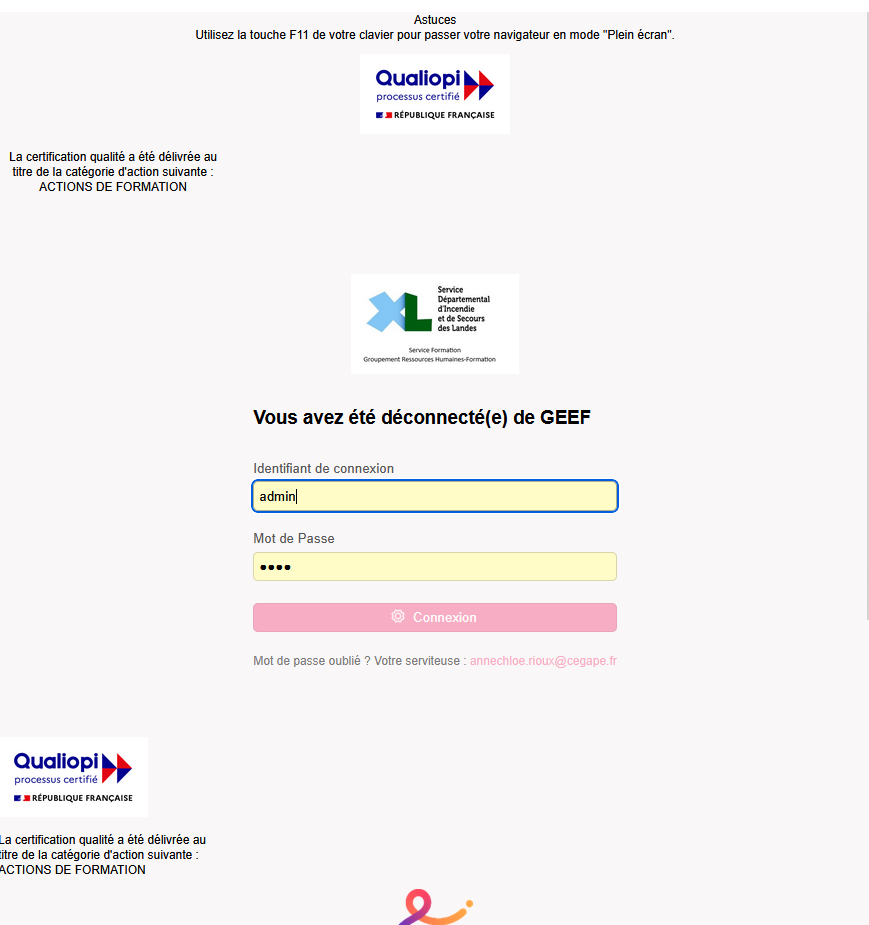 Astuces
Utilisez la touche F11 de votre clavier pour passer votre navigateur en mode "Plein écran".
Qualiopi
processus certifié
RÉPUBLIQUE FRANÇAISE
La certification qualité a été délivrée au
titre de la catégorie d'action suivante :
ACTIONS DE FORMATION
XL
Service
Départemental
d'Incendie
et de Secours
des Landes
Service Formation
Groupement Ressources Humaines-Formation
Vous avez été déconnecté(e) de GEEF
Identifiant de connexion
admin
Mot de Passe
••••
Connexion
Mot de passe oublié ? Votre serviteuse : annechloe.rioux@cegape.fr
Qualiopi
processus certifié
RÉPUBLIQUE FRANÇAISE
La certification qualité a été délivrée au
titre de la catégorie d'action suivante :
ACTIONS DE FORMATION